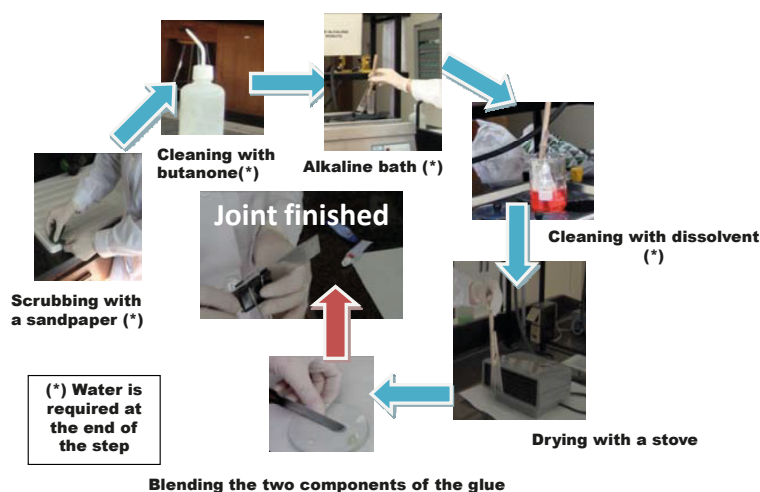 Cleaning with
butanone(*)
Alkaline bath (*)
Cleaning with dissolvent
(*)
Joint finished
Scrubbing with
a sandpaper (*)
(*) Water is
required at
the end of
the step
Drying with a stove
Blending the two components of the glue